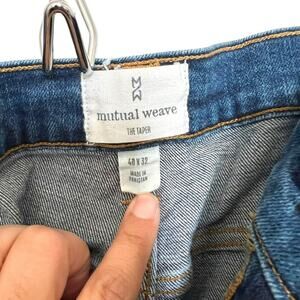 mutual weave
THE TAPER
40 X 32
MADE IN
PAKISTAN